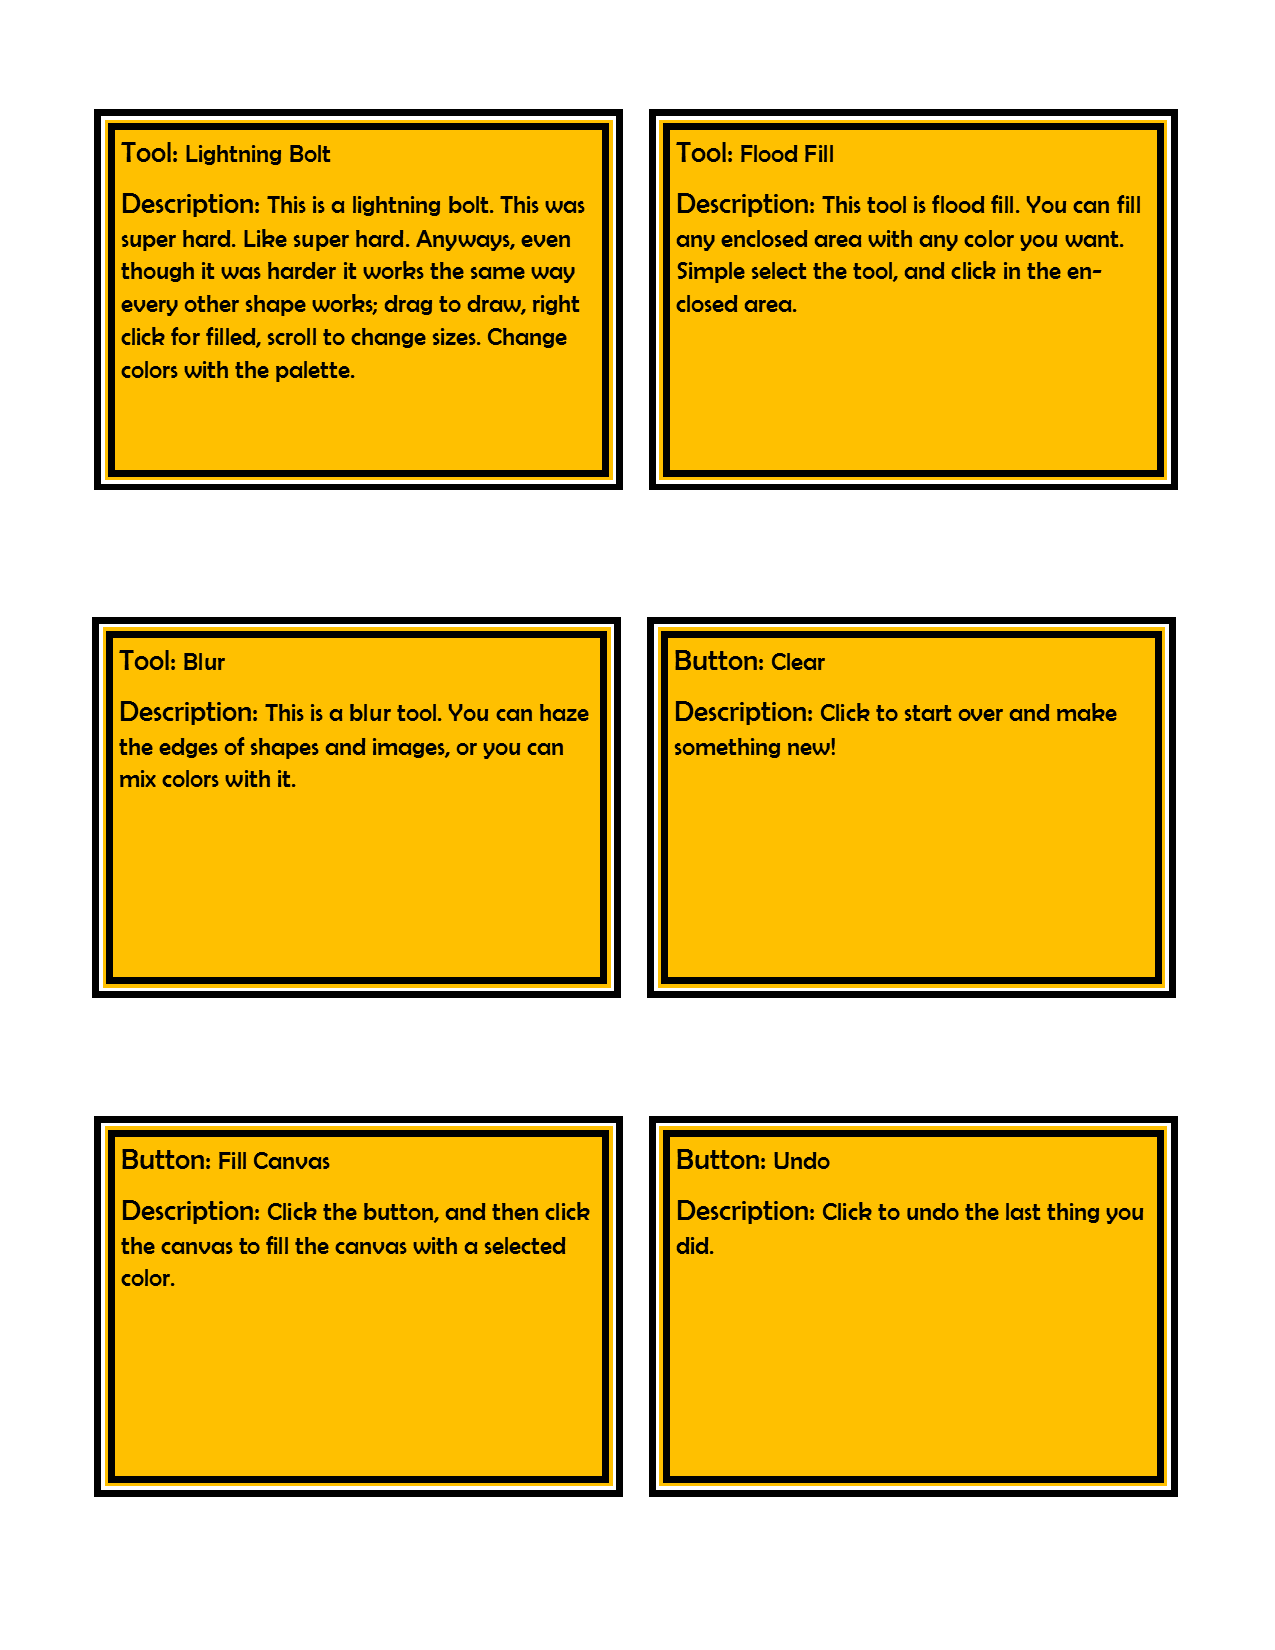 Tool: Lightning Bolt
Description: This is a lightning bolt. This was
super hard. Like super hard. Anyways, even
though it was harder it works the same way
every other shape works; drag to draw, right
click for filled, scroll to change sizes. Change
colors with the palette.
Tool: Flood Fill
Description: This tool is flood fill. You can fill
any enclosed area with any color you want.
Simple select the tool, and click in the en-
closed area.
Tool: Blur
Description: This is a blur tool. You can haze
the edges of shapes and images, or you can
mix colors with it.
Button: Clear
Description: Click to start over and make
something new!
Button: Fill Canvas
Description: Click the button, and then click
the canvas to fill the canvas with a selected
color.
Button: Undo
Description: Click to undo the last thing you
did.